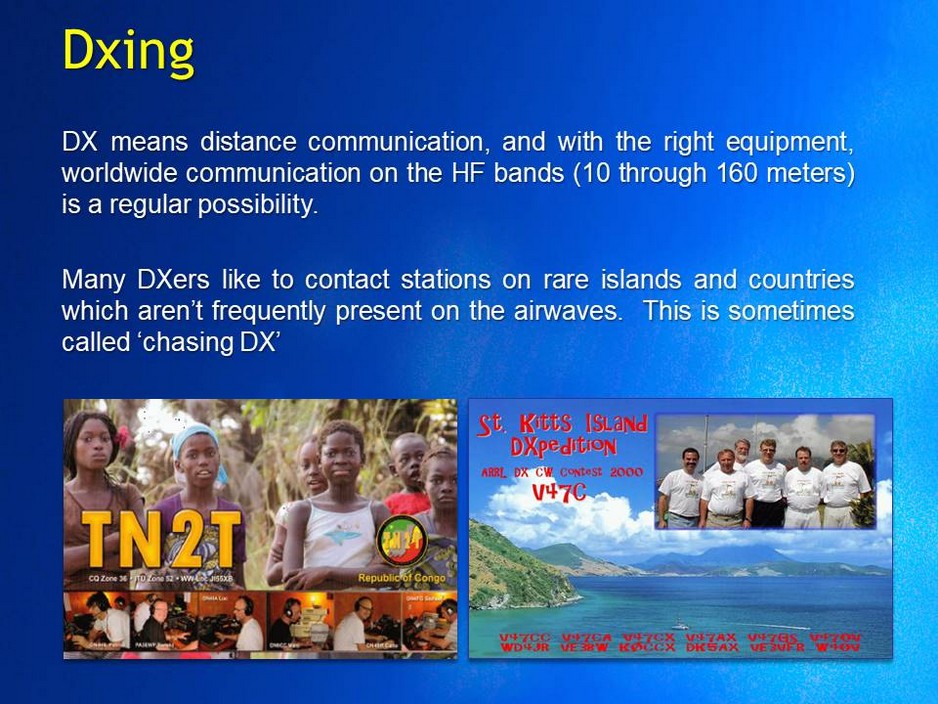 Dxing
DX means distance communication, and with the right equipment,
worldwide communication on the HF bands (10 through 160 meters)
is a regular possibility.
Many DXers like to contact stations on rare islands and countries
which aren’t frequently present on the airwaves. This is sometimes
called ‘chasing DX’
TN2T
CQ Zone 36 • ITU Zone 52 • WW Loc JI55XB
TN2T
Republic of Congo
St. Kitts Island
DXpedition
ARRL DX CW Contest 2000
V47C
V47CC V47CA V47CX V47AX V47GS V47OV
WD4JR VE3RW KØCCX DK5AX VE3VFR W4OV